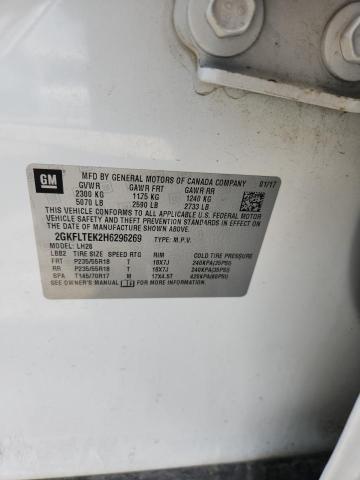 GM
MFD BY GENERAL MOTORS OF CANADA COMPANY 01/17
GVWR GAWR FRT GAWR RR
2300 KG 1175 KG 1240 KG
5070 LB 2590 LB 2733 LB
THIS VEHICLE CONFORMS TO ALL APPLICABLE U.S. FEDERAL MOTOR
VEHICLE SAFETY AND THEFT PREVENTION STANDARDS IN EFFECT
ON THE DATE OF MANUFACTURE SHOWN ABOVE.
2GKFLTEK2H6296269 TYPE: M.P.V.
MODEL: LH26
LBB2 TIRE SIZE SPEED RTG RIM COLD TIRE PRESSURE
FRT P235/55R18 T 18X7J 240KPA(35PSI)
RR P235/55R18 T 18X7J 240KPA(35PSI)
SPA T145/70R17 M 17X4.5T 420KPA(60PSI)
SEE OWNER'S MANUAL FOR ADDITIONAL INFORMATION.